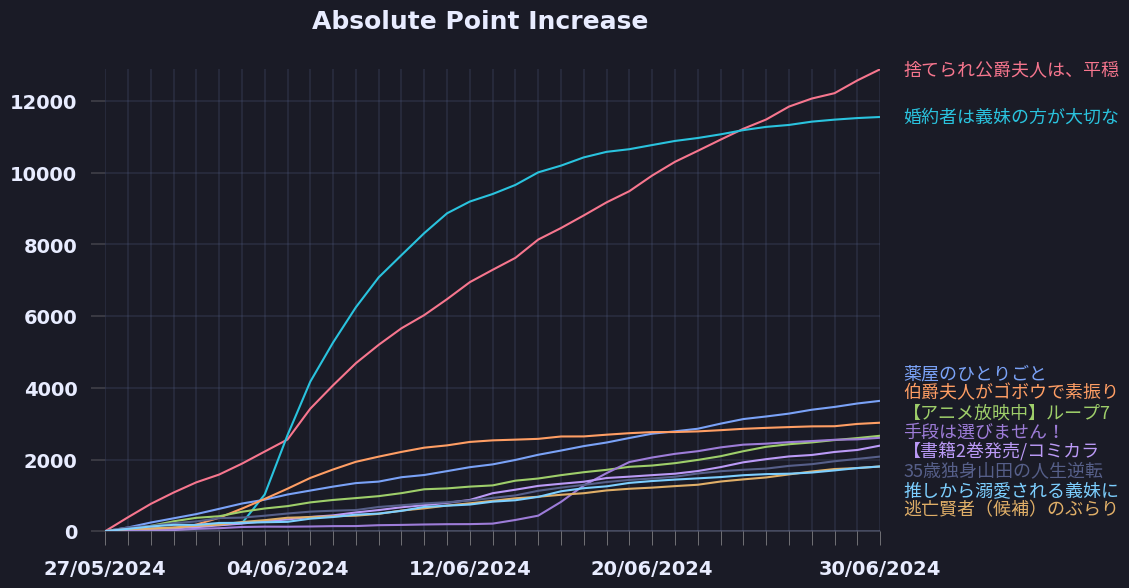 Absolute Point Increase
12000
10000
8000
6000
4000
2000
0
27/05/2024
04/06/2024
12/06/2024
20/06/2024
30/06/2024
捨てられ公爵夫人は、平穏
婚約者は義妹の方が大切な
薬屋のひとりごと
伯爵夫人がゴボウで素振り
【アニメ放映中】ループ7
手段は選びません！
【書籍2巻発売/コミカラ
35歳独身山田の人生逆転
推しから溺愛される義妹に
逃亡賢者（候補）のぶらり